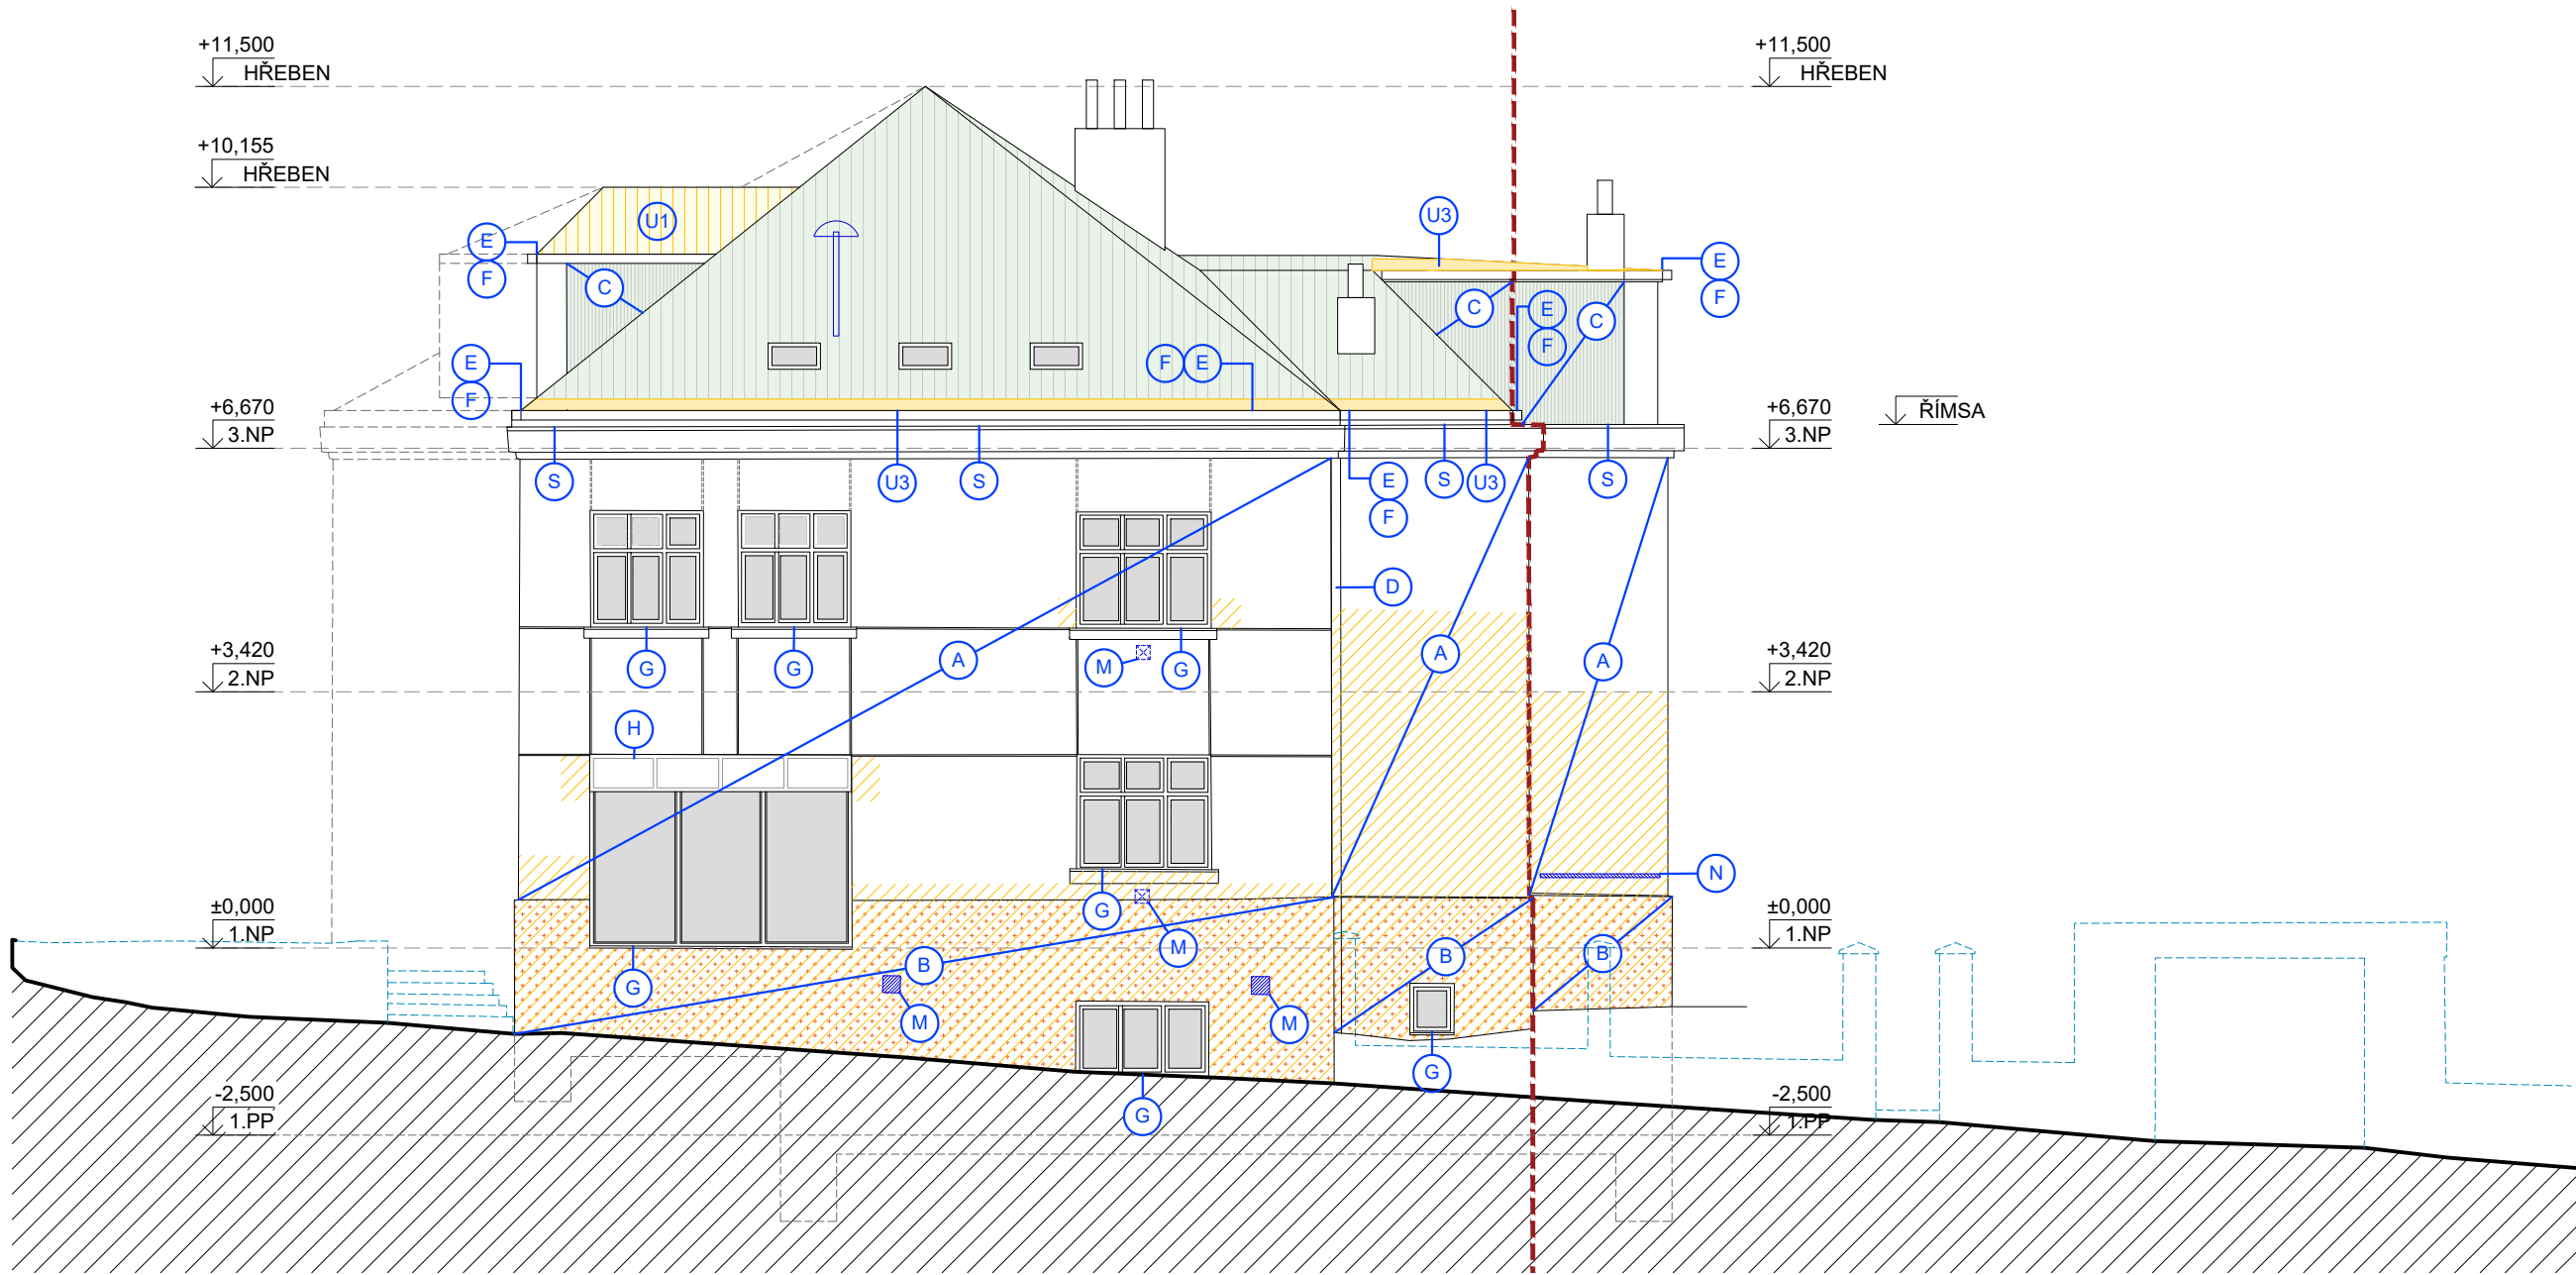 +11,500
HŘEBEN
+11,500
HŘEBEN
+10,155
HŘEBEN
U1
U3
E
F
E
F
C
C
C
E
F
E
F
F E
+6,670
3.NP
+6,670
3.NP
ŘÍMSA
S
U3
S
E
F
S
U3
S
D
A
A
A
G
G
M
G
+3,420
2.NP
+3,420
2.NP
H
N
G
±0,000
1.NP
±0,000
1.NP
M
B
B
B
G
M
M
G
G
-2,500
1.PP
-2,500
1.PP